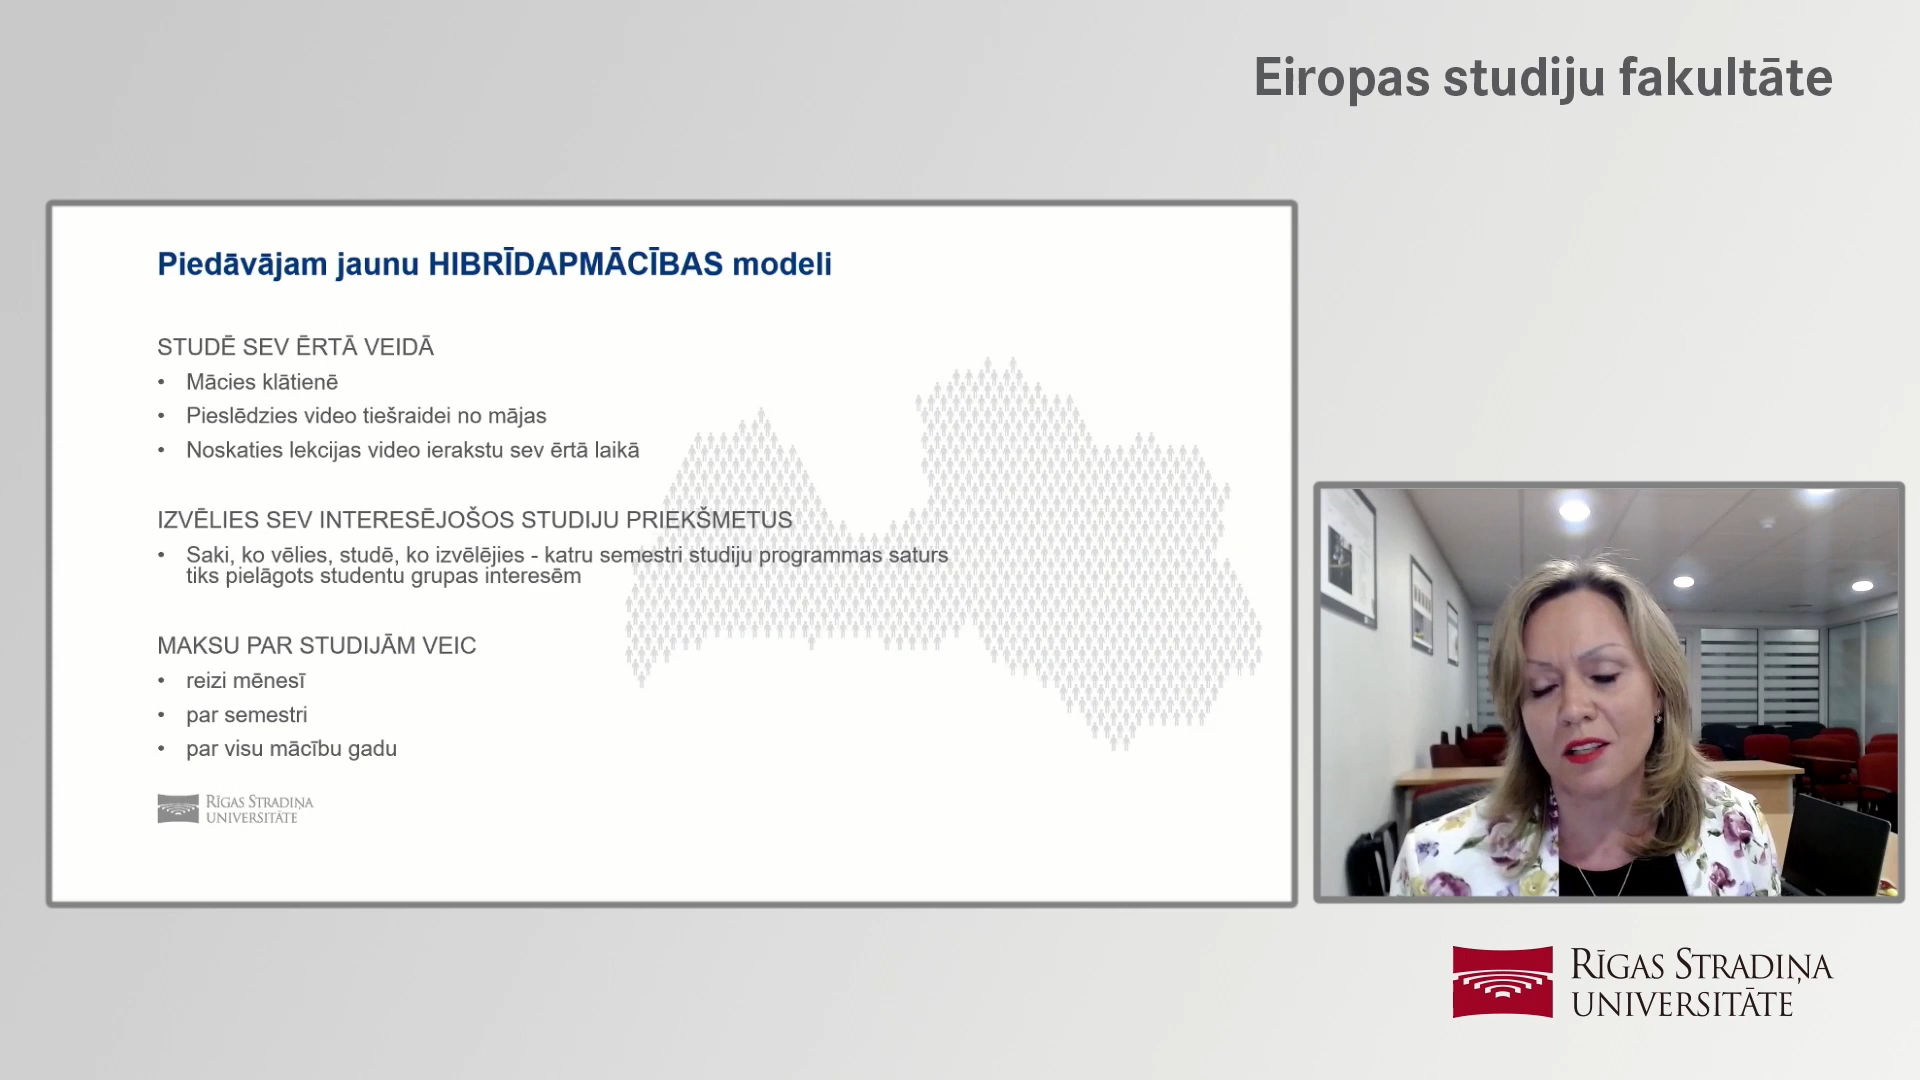 Eiropas studiju fakultāte
Piedāvājam jaunu HIBRĪDAPMĀCĪBAS modeli
STUDĒ SEV ĒRTĀ VEIDĀ
• Mācies klātienē
• Pieslēdzies video tiešraidei no mājas
• Noskaties lekcijas video ierakstu sev ērtā laikā
IZVĒLIES SEV INTERESĒJOŠOS STUDIJU PRIEKŠMETUS
• Saki, ko vēlies, studē, ko izvēlējies - katru semestri studiju programmas saturs
tiks pielāgots studentu grupas interesēm
MAKSU PAR STUDIJĀM VEIC
• reizi mēnesī
• par semestri
• par visu mācību gadu
RĪGAS STRADIŅA
UNIVERSITĀTE
RĪGAS STRADIŅA
UNIVERSITĀTE